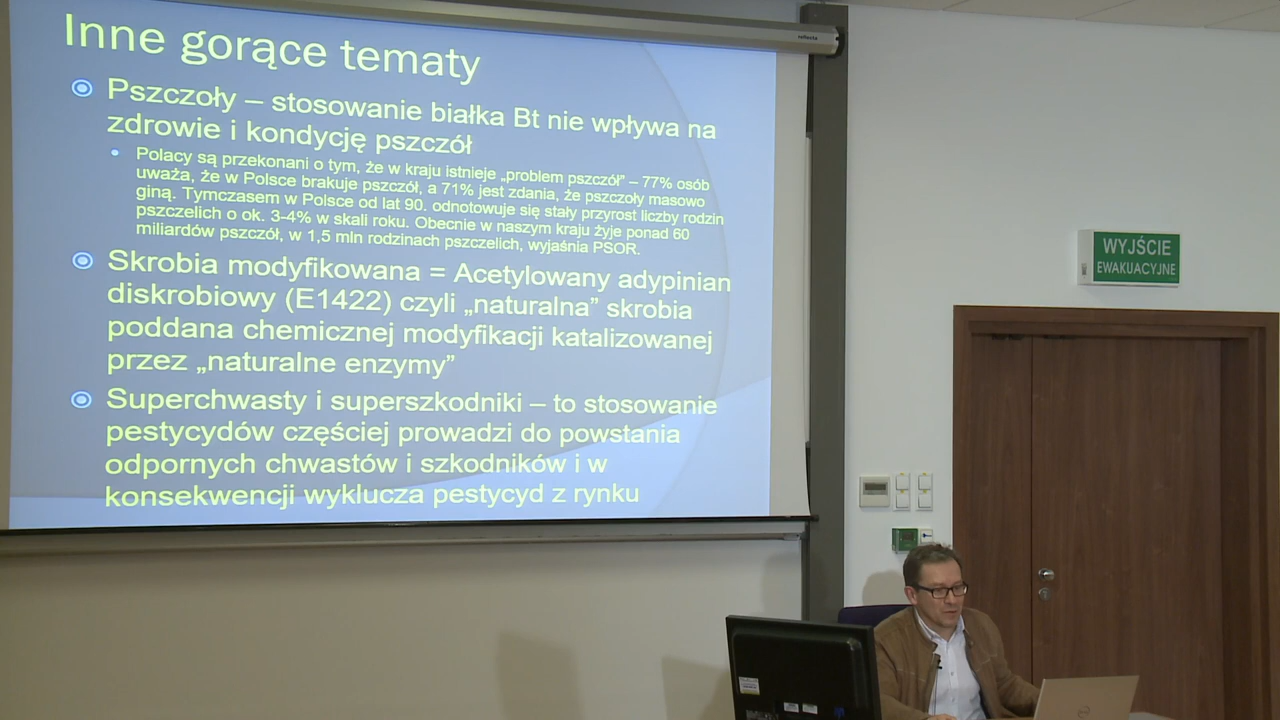 Inne gorące tematy
Pszczoły – stosowanie białka Bt nie wpływa na
zdrowie i kondycję pszczół
Polacy są przekonani o tym, że w kraju istnieje „problem pszczół” – 77% osób
uważa, że w Polsce brakuje pszczół, a 71% jest zdania, że pszczoły masowo
giną. Tymczasem w Polsce od lat 90. odnotowuje się stały przyrost liczby rodzin
pszczelich o ok. 3-4% w skali roku. Obecnie w naszym kraju żyje ponad 60
miliardów pszczół, w 1,5 mln rodzinach pszczelich, wyjaśnia PSOR.
Skrobia modyfikowana = Acetylowany adypinian
diskrobiowy (E1422) czyli „naturalna” skrobia
poddana chemicznej modyfikacji katalizowanej
przez „naturalne enzymy”
Superchwasty i superszkodniki – to stosowanie
pestycydów częściej prowadzi do powstania
odpornych chwastów i szkodników i w
konsekwencji wyklucza pestycyd z rynku
WYJŚCIE
EWAKUACYJNE